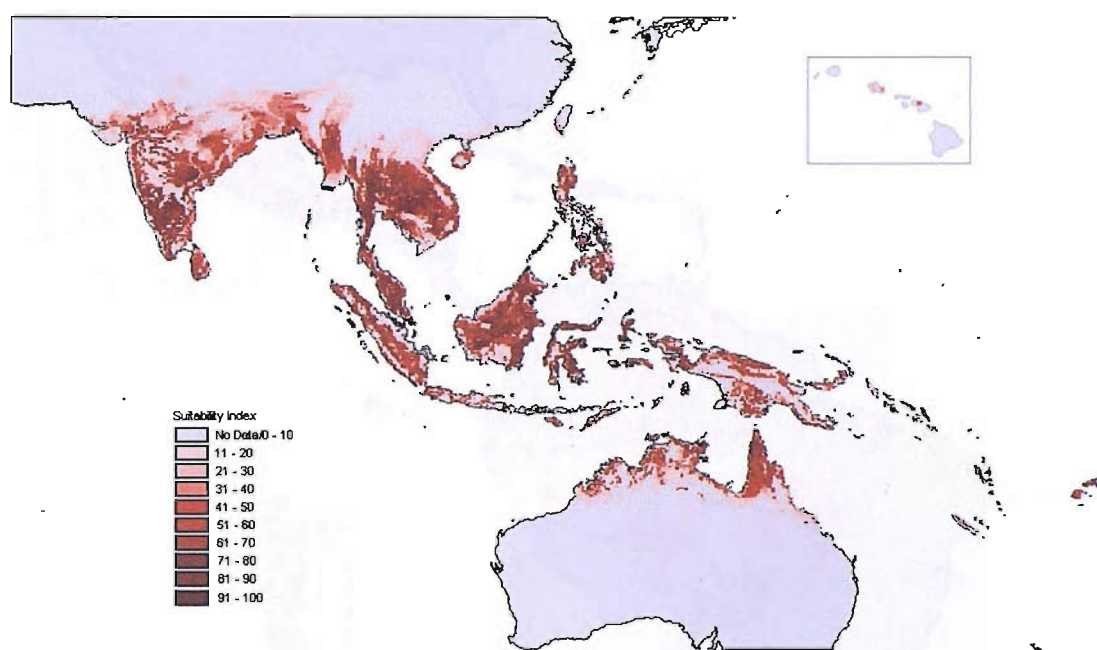 Suitability Index
No Data/0 - 10
11 - 20
21 - 30
31 - 40
41 - 50
51 - 60
61 - 70
71 - 80
81 - 90
91 - 100